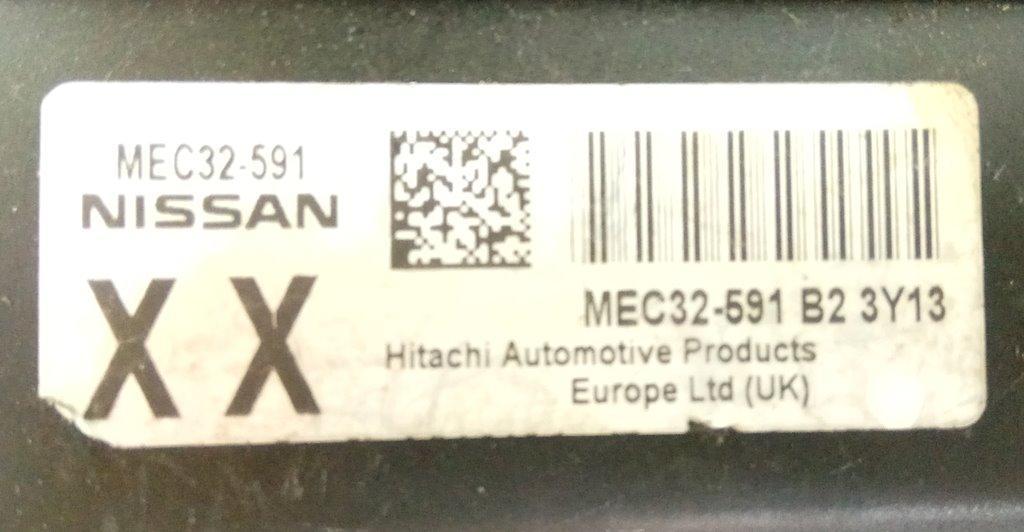 MEC32-591
NISSAN
XX
MEC32-591 B2 3Y13
Hitachi Automotive Products
Europe Ltd (UK)